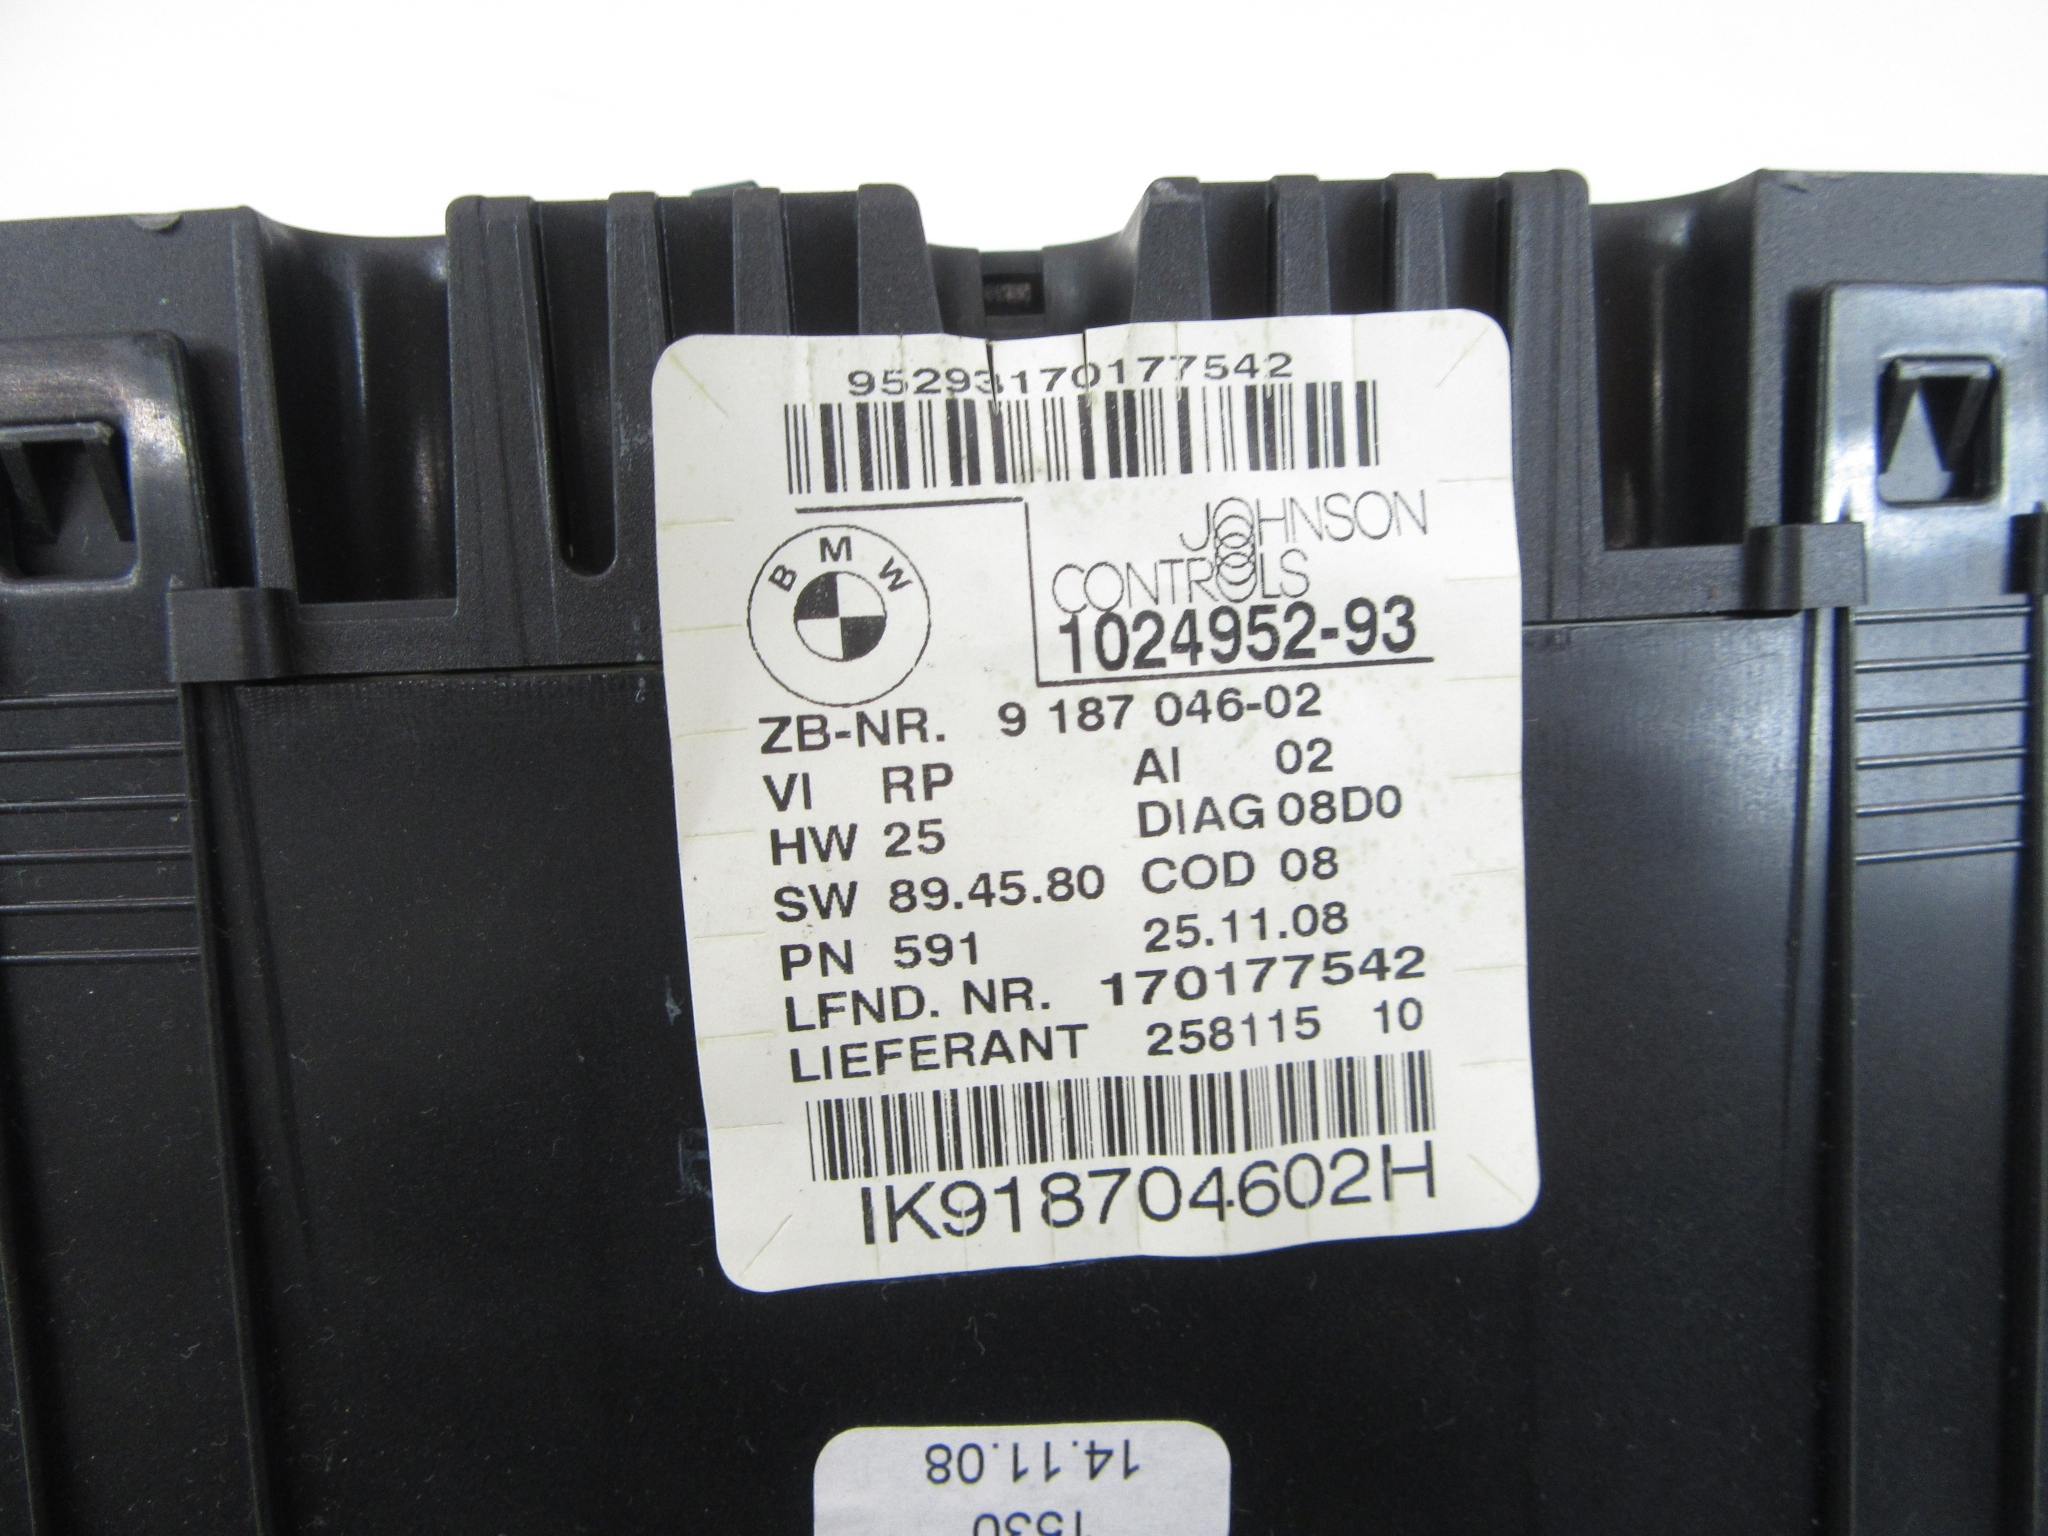 95293170177542
BMW
JOHNSON
CONTROLS
1024952-93
ZB-NR. 9 187 046-02
VI RP AI 02
HW 25 DIAG 08D0
SW 89.45.80 COD 08
PN 591 25.11.08
LFND. NR. 170177542
LIEFERANT 258115 10
IK918704602H
14.11.08
1530